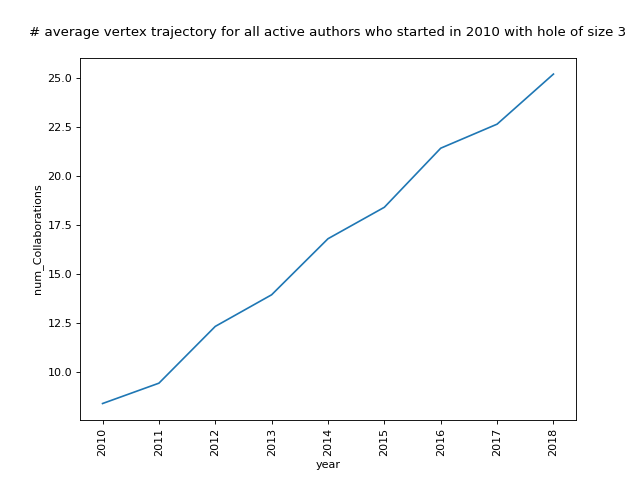 # average vertex trajectory for all active authors who started in 2010 with hole of size 3
25.0
22.5
20.0
17.5
15.0
12.5
10.0
num_Collaborations
2010 2011 2012 2013 2014 2015 2016 2017 2018
year